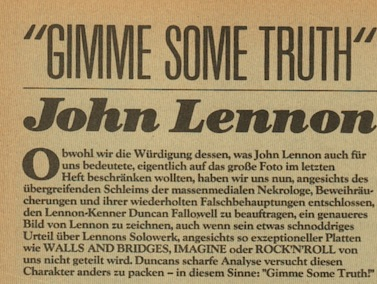 “GIMME SOME TRUTH“
John Lennon
Obwohl wir die Würdigung dessen, was John Lennon auch für
uns bedeutete, eigentlich auf das große Foto im letzten
Heft beschränken wollten, haben wir uns nun, angesichts des
übergreifenden Schleims der massenmedialen Nekrologe, Beweihräu-
cherungen und ihrer wiederholten Falschbehauptungen entschlossen,
den Lennon-Kenner Duncan Fallowell zu beauftragen, ein genaueres
Bild von Lennon zu zeichnen, auch wenn sein etwas schnoddriges
Urteil über Lennons Solowerk, angesichts so exzeptioneller Platten
wie WALLS AND BRIDGES, IMAGINE oder ROCK'N'ROLL von
uns nicht geteilt wird. Duncans scharfe Analyse versucht diesen
Charakter anders zu packen – in diesem Sinne: "Gimme Some Truth!"